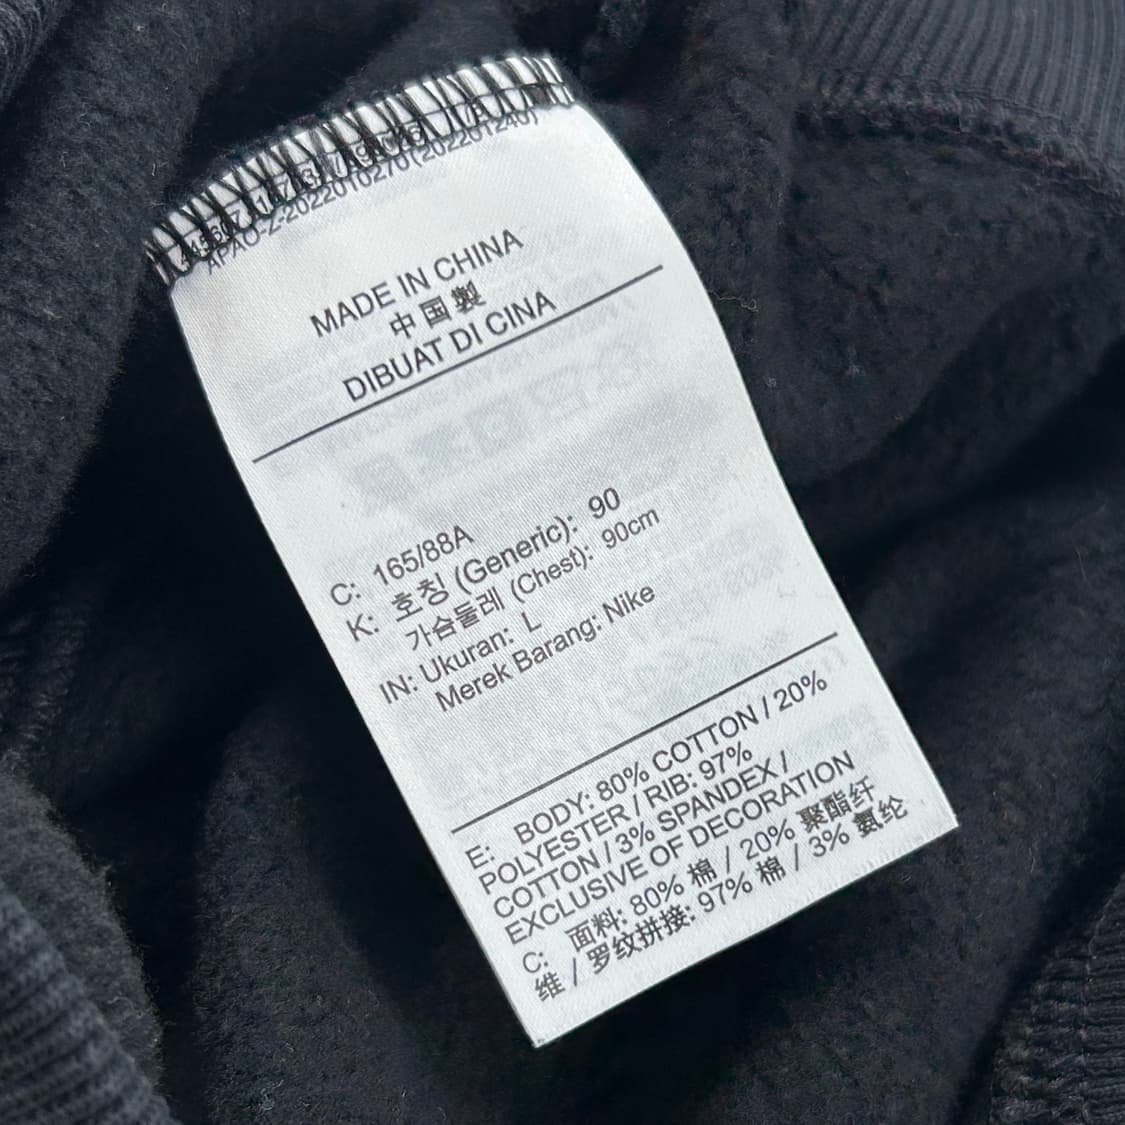 APAO-Z-2022010270(20220124U)
MADE IN CHINA
中国製
DIBUAT DI CINA
C: 165/88A
K: 호칭 (Generic): 90
가슴둘레 (Chest): 90cm
IN: Ukuran: L
Merek Barang: Nike
E: BODY: 80% COTTON / 20%
POLYESTER / RIB: 97%
COTTON / 3% SPANDEX /
EXCLUSIVE OF DECORATION
C: 面料: 80% 棉 / 20% 聚酯纤
维 / 罗纹拼接: 97% 棉 / 3% 氨纶